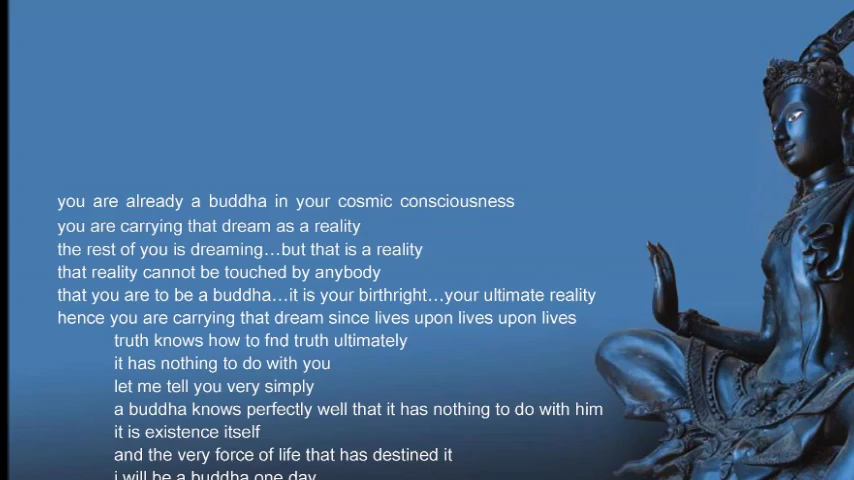 you are already a buddha in your cosmic consciousness
you are carrying that dream as a reality
the rest of you is dreaming…but that is a reality
that reality cannot be touched by anybody
that you are to be a buddha…it is your birthright…your ultimate reality
hence you are carrying that dream since lives upon lives upon lives
truth knows how to fnd truth ultimately
it has nothing to do with you
let me tell you very simply
a buddha knows perfectly well that it has nothing to do with him
it is existence itself
and the very force of life that has destined it
i will be a buddha one day